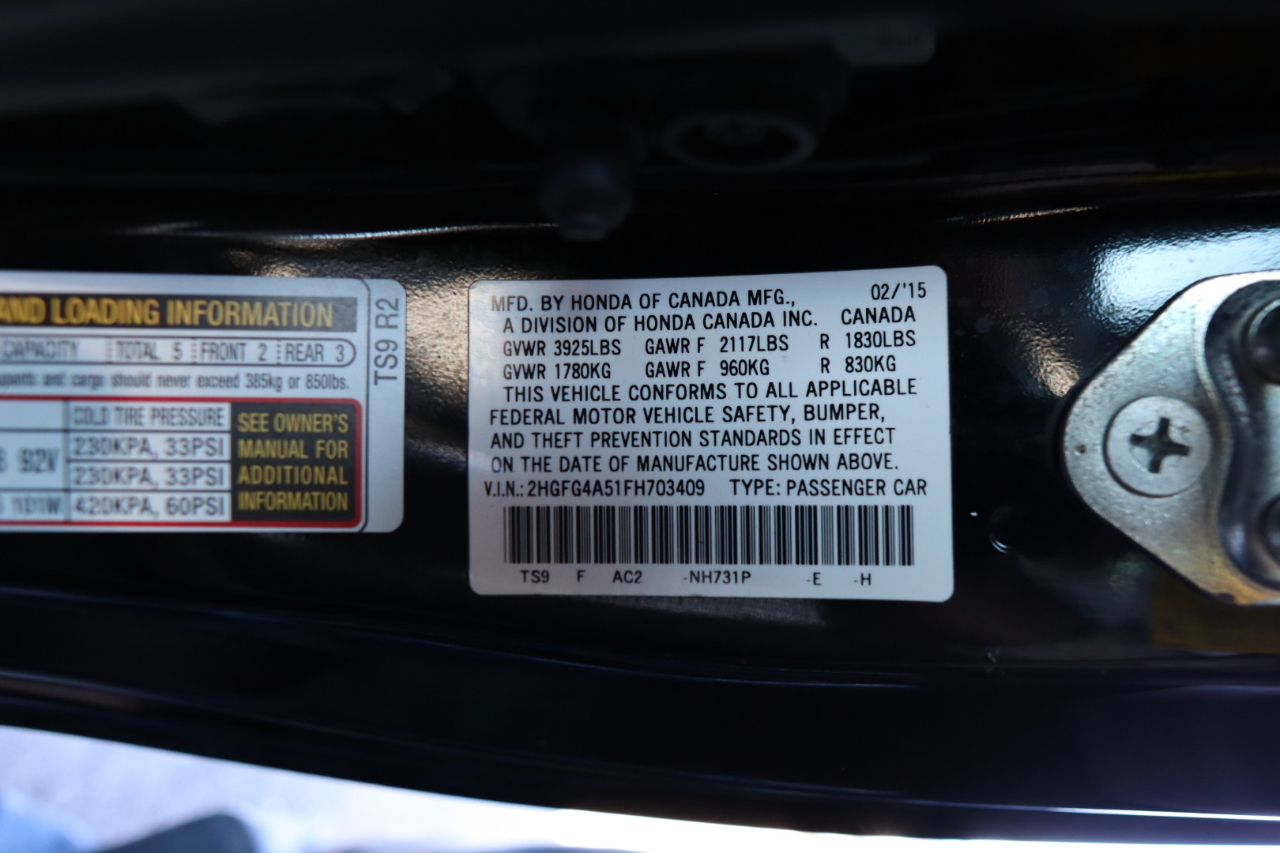 AND LOADING INFORMATION
CAPACITY TOTAL 5 FRONT 2 REAR 3
and cargo should never exceed 385kg or 850lbs.
COLD TIRE PRESSURE
SEE OWNER'S
MANUAL FOR
ADDITIONAL
INFORMATION
92V 230KPA, 33PSI
230KPA, 33PSI
101M 420KPA, 60PSI
TS9 R2
MFD. BY HONDA OF CANADA MFG., 02/'15
A DIVISION OF HONDA CANADA INC. CANADA
GVWR 3925LBS GAWR F 2117LBS R 1830LBS
GVWR 1780KG GAWR F 960KG R 830KG
THIS VEHICLE CONFORMS TO ALL APPLICABLE
FEDERAL MOTOR VEHICLE SAFETY, BUMPER,
AND THEFT PREVENTION STANDARDS IN EFFECT
ON THE DATE OF MANUFACTURE SHOWN ABOVE.
V.I.N.: 2HGFG4A51FH703409 TYPE: PASSENGER CAR
TS9 F AC2 -NH731P -E -H